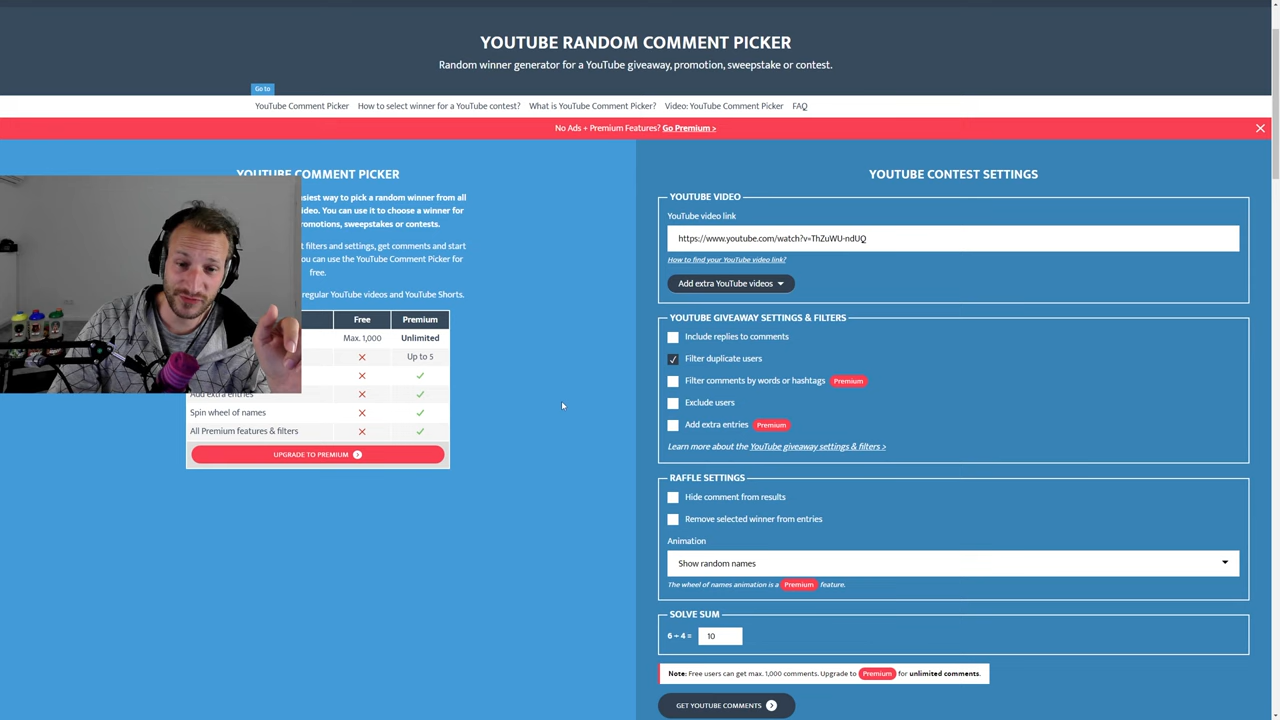 YOUTUBE RANDOM COMMENT PICKER
Random winner generator for a YouTube giveaway, promotion, sweepstake or contest.
Go to
YouTube Comment Picker How to select winner for a YouTube contest? What is YouTube Comment Picker? Video: YouTube Comment Picker FAQ
No Ads + Premium Features? Go Premium >
YOUTUBE COMMENT PICKER
way to pick a random winner from all
You can use it to choose a winner for
sweepstakes or contests.
filters and settings, get comments and start
you can use the YouTube Comment Picker for
free.
regular YouTube videos and YouTube Shorts.
Free Premium
Max. 1,000 Unlimited
Up to 5
Add extra entries
Spin wheel of names
All Premium features & filters
UPGRADE TO PREMIUM
YOUTUBE CONTEST SETTINGS
YOUTUBE VIDEO
YouTube video link
https://www.youtube.com/watch?v=ThZuWU-ndUQ
How to find your YouTube video link?
Add extra YouTube videos
YOUTUBE GIVEAWAY SETTINGS & FILTERS
Include replies to comments
Filter duplicate users
Filter comments by words or hashtags Premium
Exclude users
Add extra entries Premium
Learn more about the YouTube giveaway settings & filters >
RAFFLE SETTINGS
Hide comment from results
Remove selected winner from entries
Animation
Show random names
The wheel of names animation is a Premium feature.
SOLVE SUM
6 + 4 = 10
Note: Free users can get max. 1,000 comments. Upgrade to Premium for unlimited comments.
GET YOUTUBE COMMENTS